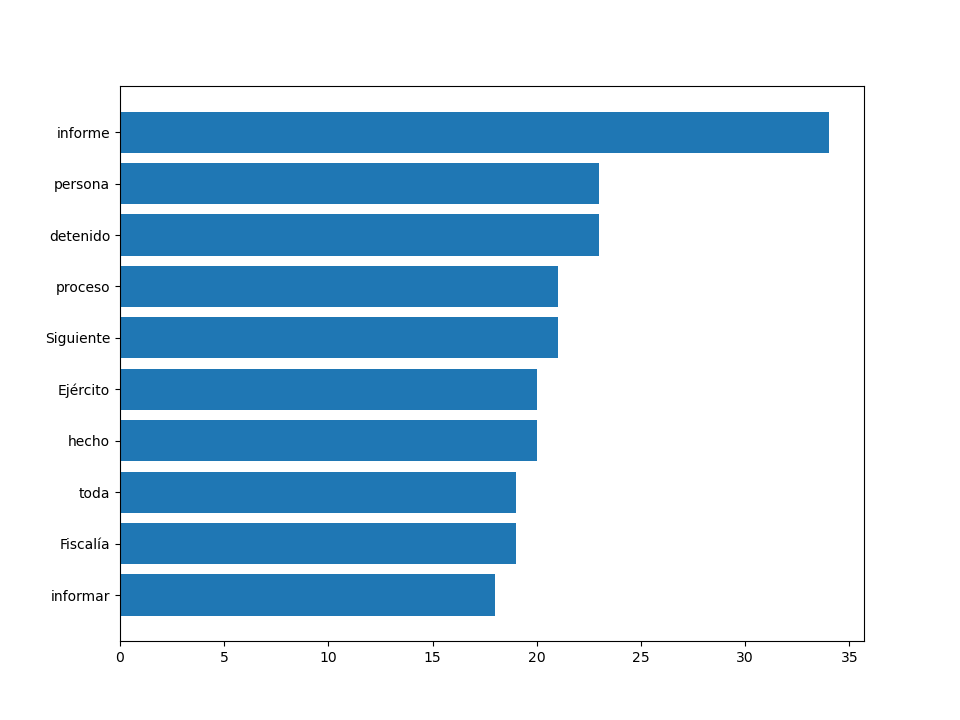 informe
persona
detenido
proceso
Siguiente
Ejército
hecho
toda
Fiscalía
informar
0 5 10 15 20 25 30 35